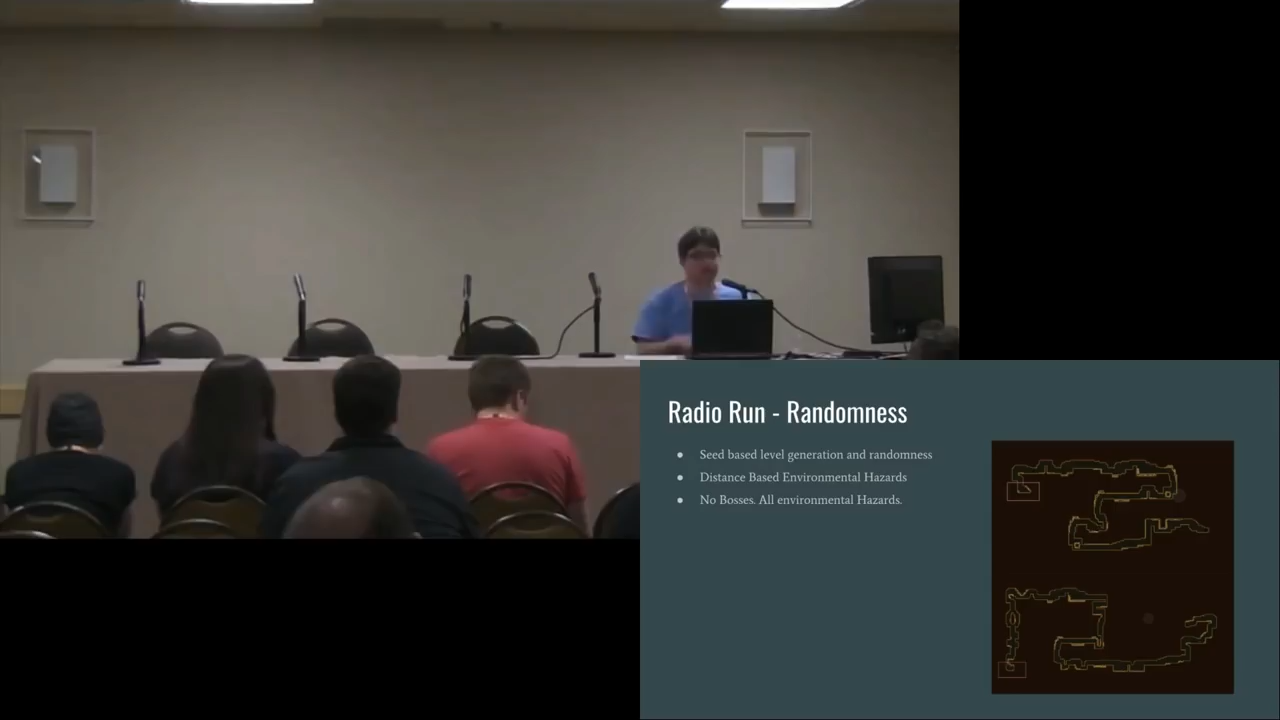 Radio Run - Randomness
● Seed based level generation and randomness
● Distance Based Environmental Hazards
● No Bosses. All environmental Hazards.